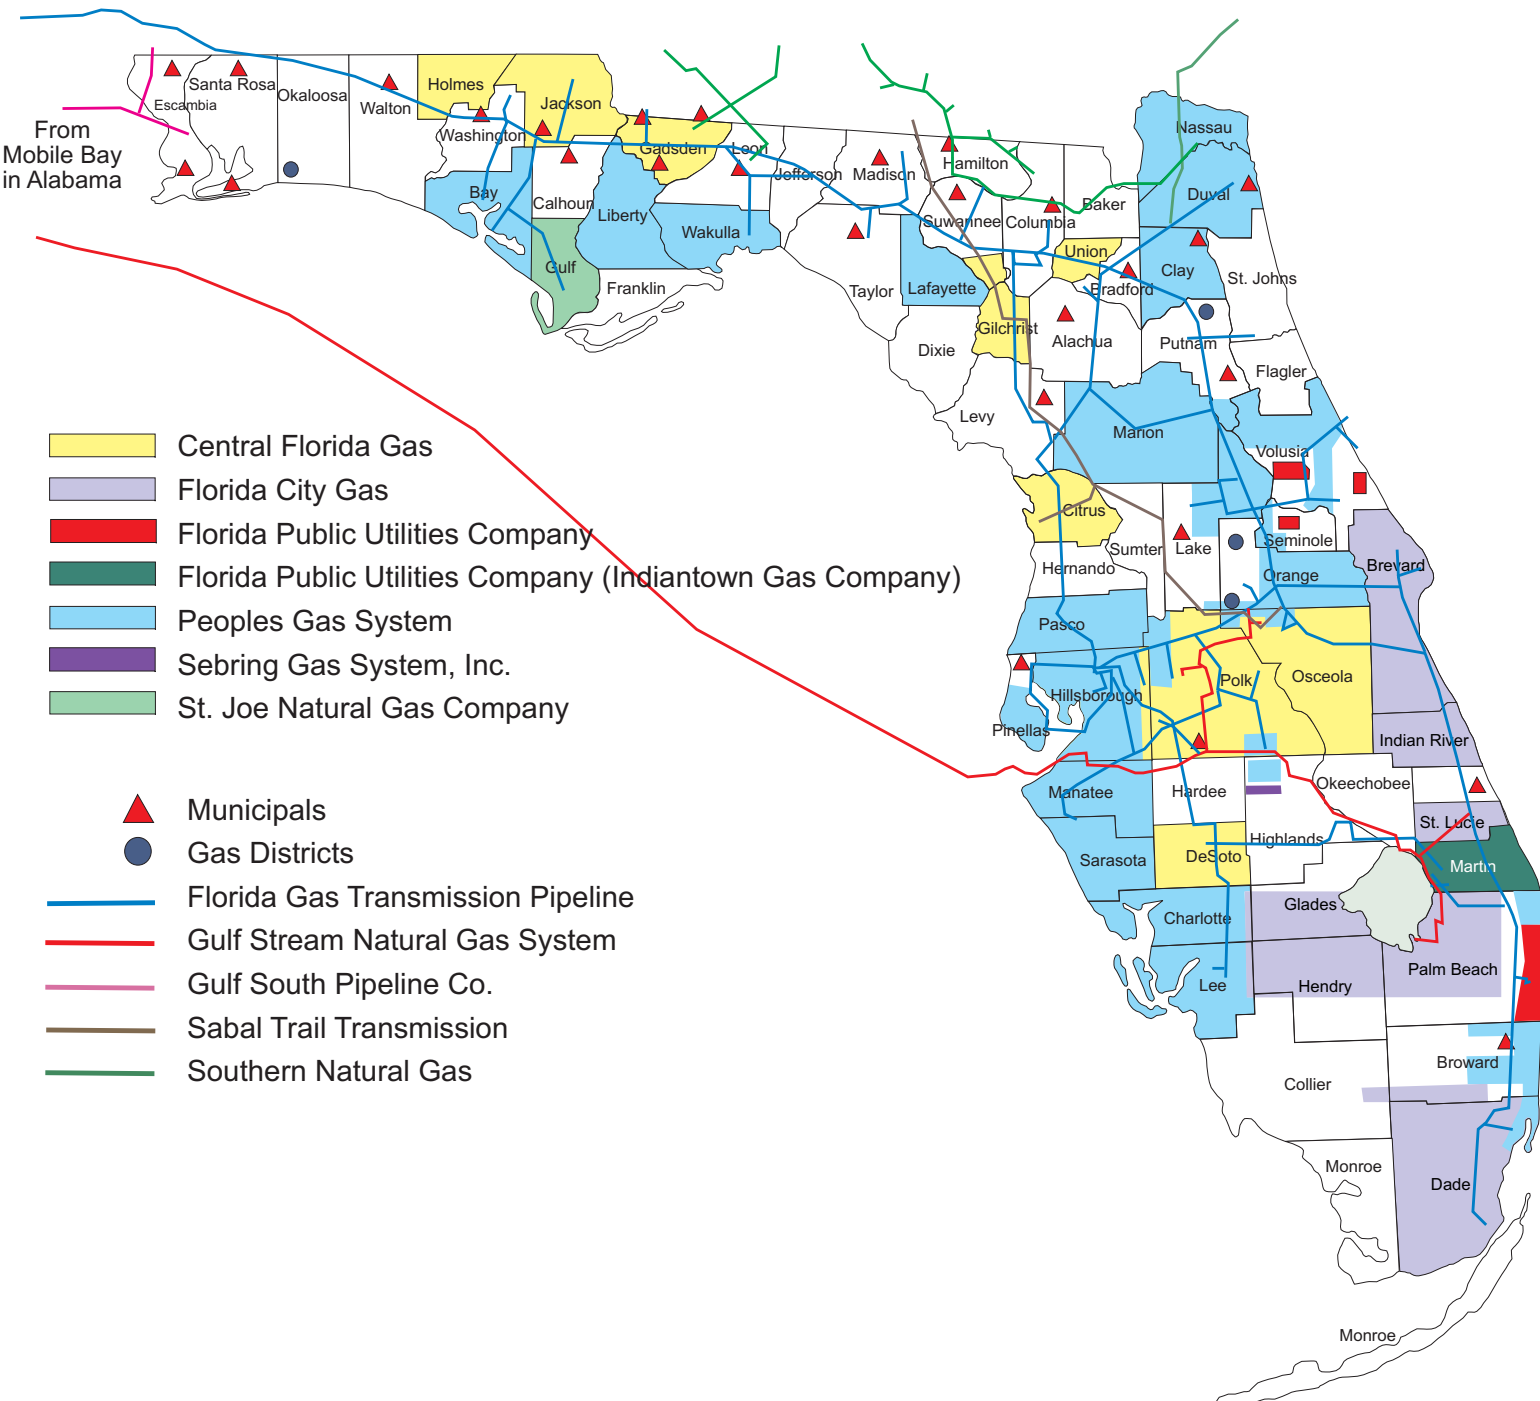 Holmes
Santa Rosa
Okaloosa
Escambia
Walton
Jackson
Washington
From
Mobile Bay
in Alabama
Gadsden
Leon
Jefferson
Madison
Hamilton
Nassau
Bay
Calhoun
Liberty
Wakulla
Suwannee
Columbia
Baker
Duval
Gulf
Franklin
Taylor
Lafayette
Union
Bradford
Clay
St. Johns
Gilchrist
Dixie
Alachua
Putnam
Flagler
Levy
Marion
Volusia
Central Florida Gas
Florida City Gas
Florida Public Utilities Company
Florida Public Utilities Company (Indiantown Gas Company)
Peoples Gas System
Sebring Gas System, Inc.
St. Joe Natural Gas Company
Citrus
Sumter
Lake
Seminole
Hernando
Orange
Brevard
Pasco
Polk
Osceola
Hillsborough
Pinellas
Indian River
Manatee
Hardee
Okeechobee
Highlands
St. Lucie
Sarasota
DeSoto
Martin
Municipals
Gas Districts
Florida Gas Transmission Pipeline
Gulf Stream Natural Gas System
Gulf South Pipeline Co.
Sabal Trail Transmission
Southern Natural Gas
Charlotte
Glades
Lee
Hendry
Palm Beach
Broward
Collier
Monroe
Dade
Monroe